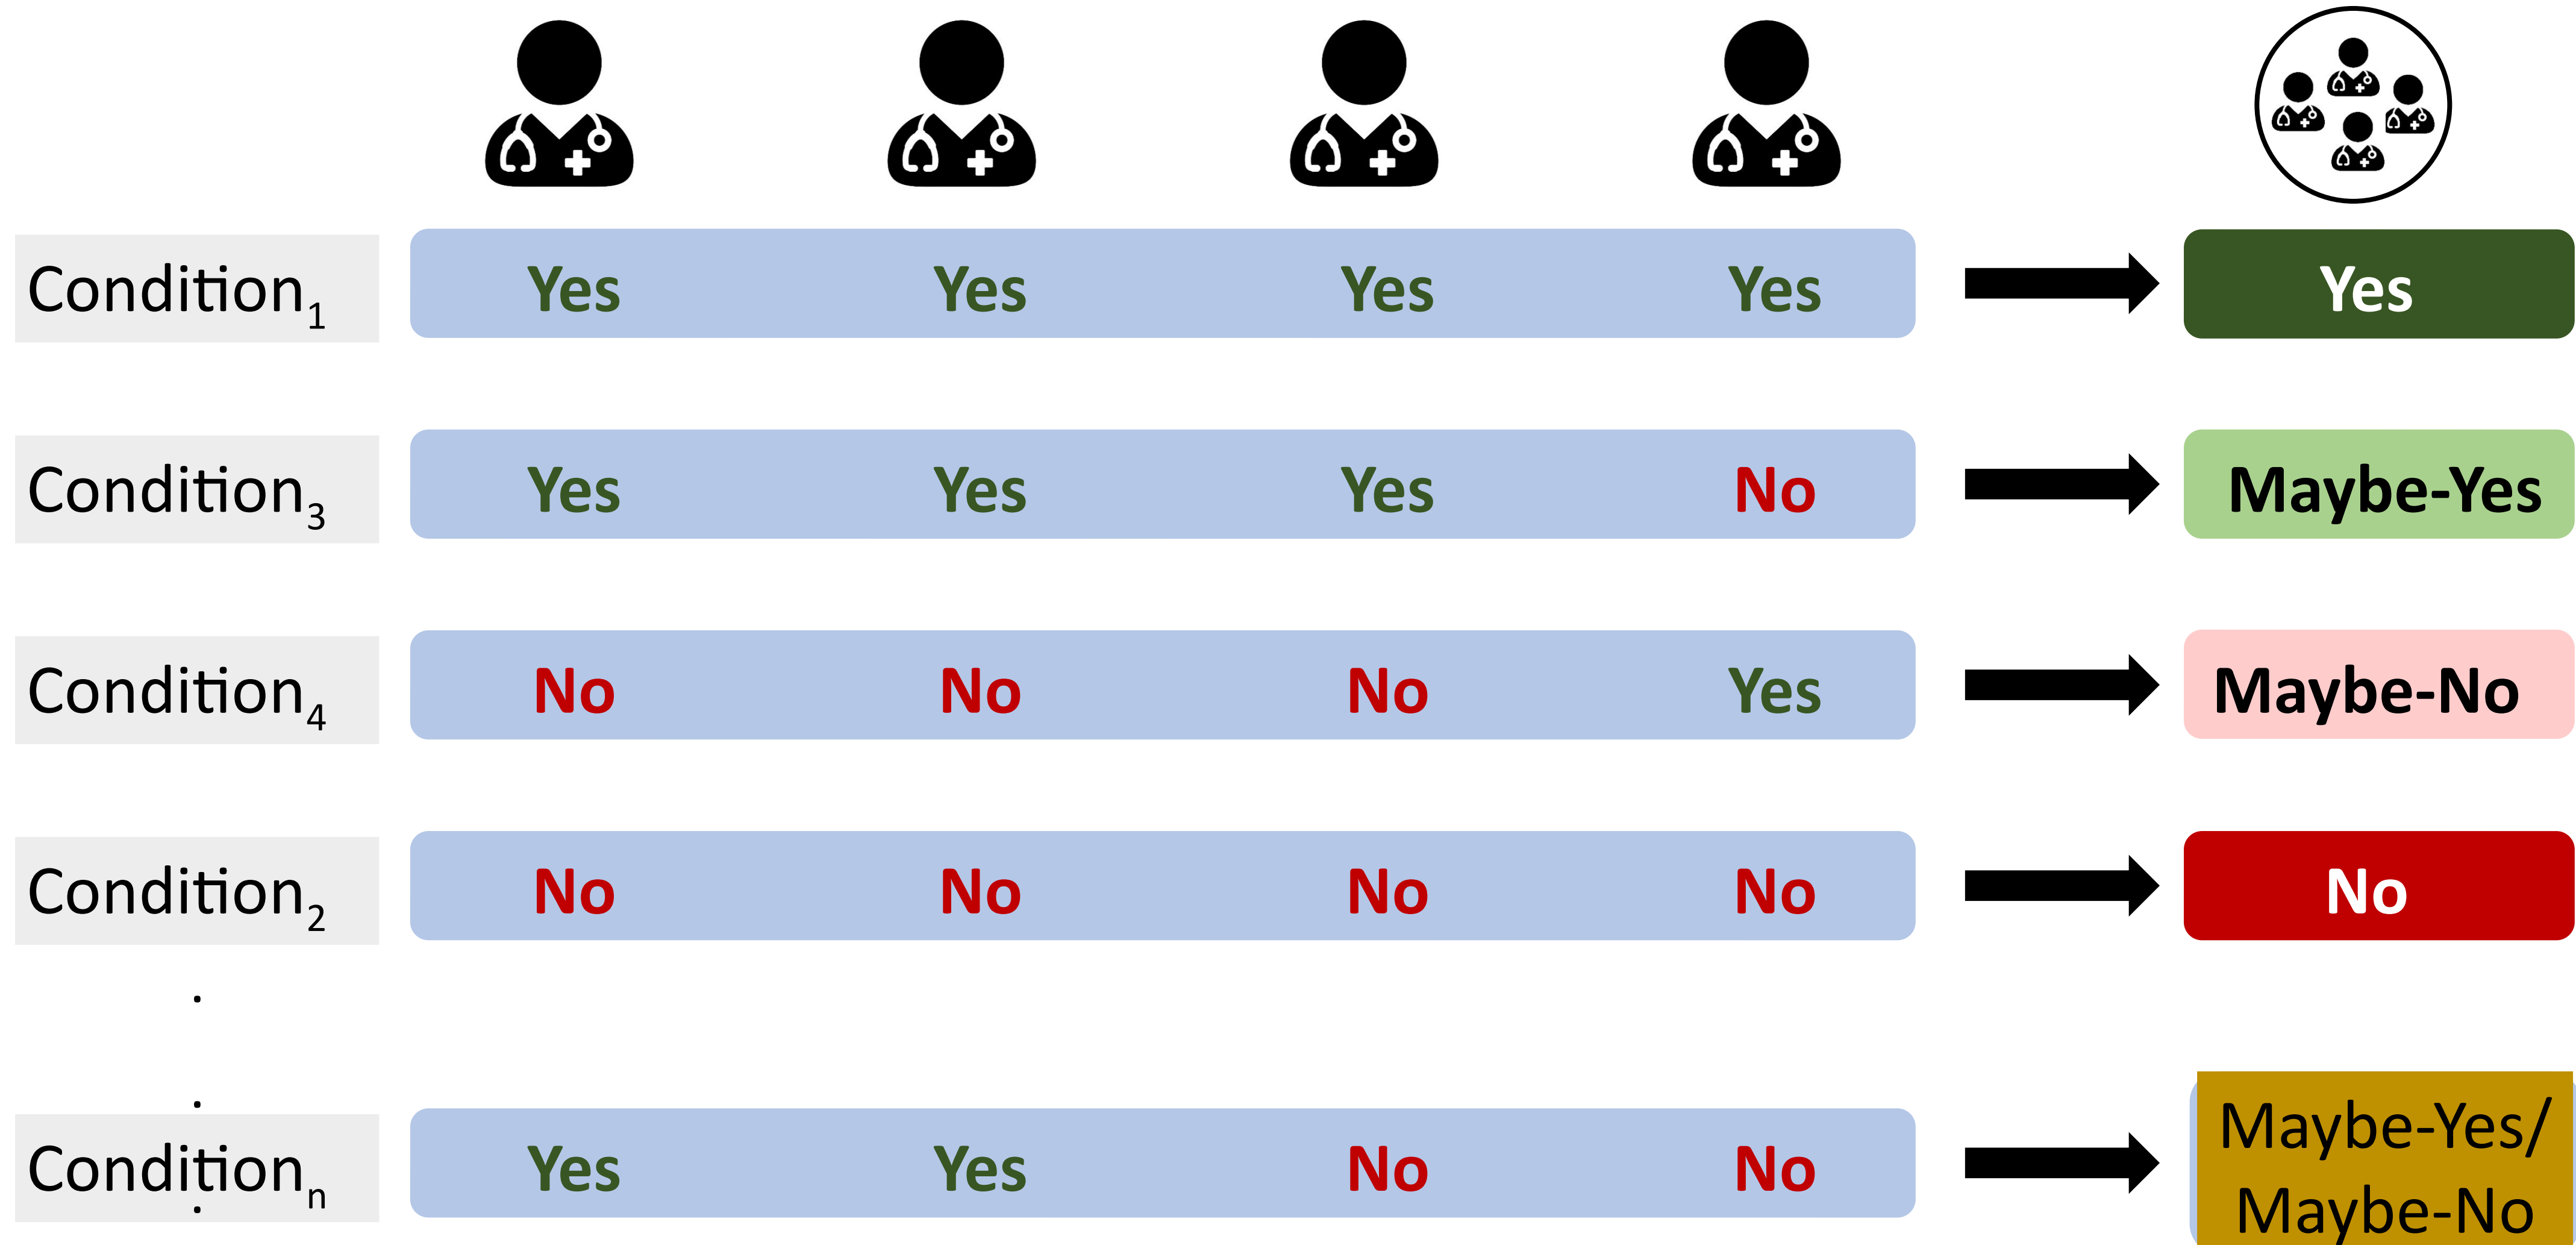 Condition1 Yes Yes Yes Yes Yes
Condition3 Yes Yes Yes No Maybe-Yes
Condition4 No No No Yes Maybe-No
Condition2 No No No No No
.
.
Conditionn Yes Yes No No Maybe-Yes/
Maybe-No
.